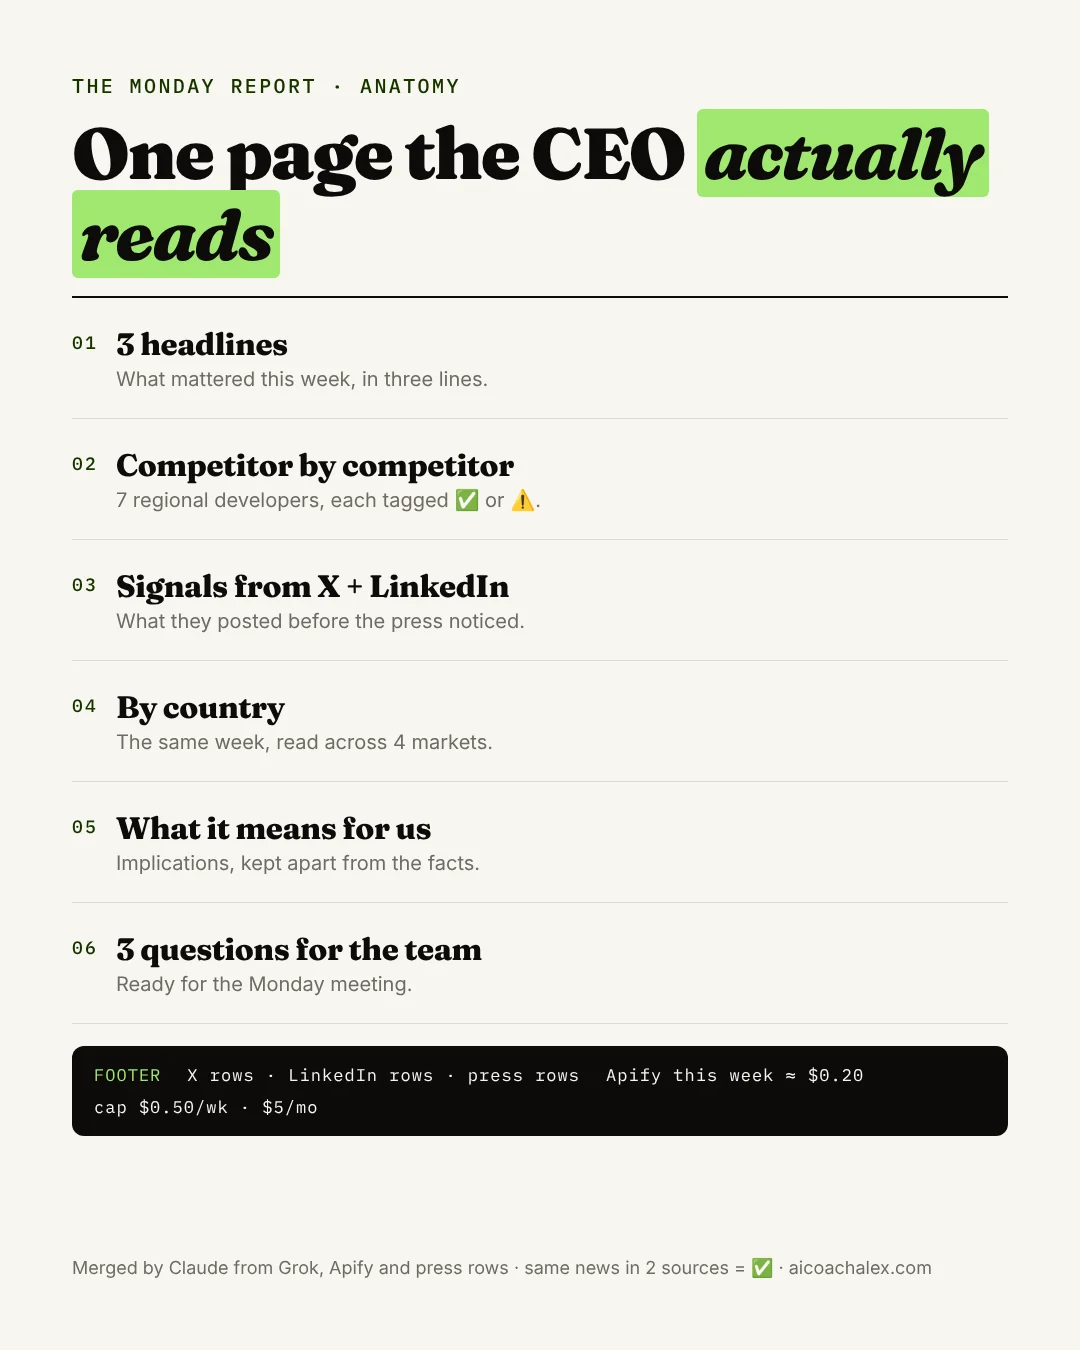 THE MONDAY REPORT · ANATOMY
One page the CEO actually
reads
01 3 headlines
What mattered this week, in three lines.
02 Competitor by competitor
7 regional developers, each tagged ✅ or ⚠️.
03 Signals from X + LinkedIn
What they posted before the press noticed.
04 By country
The same week, read across 4 markets.
05 What it means for us
Implications, kept apart from the facts.
06 3 questions for the team
Ready for the Monday meeting.
FOOTER X rows · LinkedIn rows · press rows Apify this week ≈ $0.20
cap $0.50/wk · $5/mo
Merged by Claude from Grok, Apify and press rows · same news in 2 sources = ✅ · aicoachalex.com